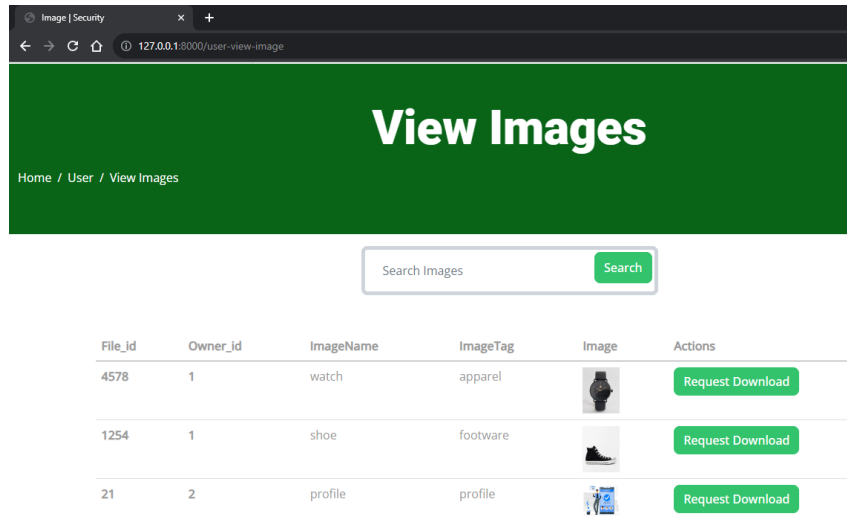 Image | Security
127.0.0.1:8000/user-view-image
View Images
Home / User / View Images
Search Images Search
File_id Owner_id ImageName ImageTag Image Actions
4578 1 watch apparel Request Download
1254 1 shoe footware Request Download
21 2 profile profile Request Download